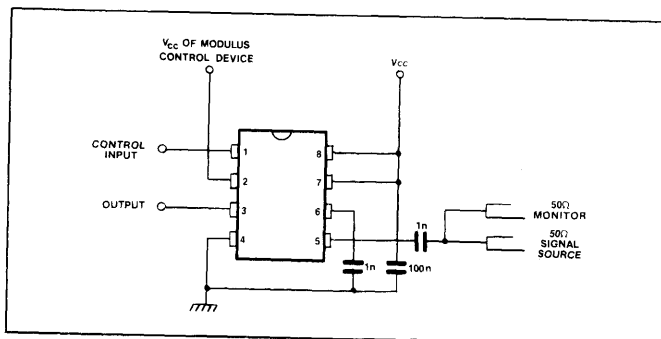 VCC OF MODULUS
CONTROL DEVICE
VCC
CONTROL
INPUT
OUTPUT
1
2
3
4
8
7
6
5
1n
50Ω
MONITOR
50Ω
SIGNAL
SOURCE
1n
100n